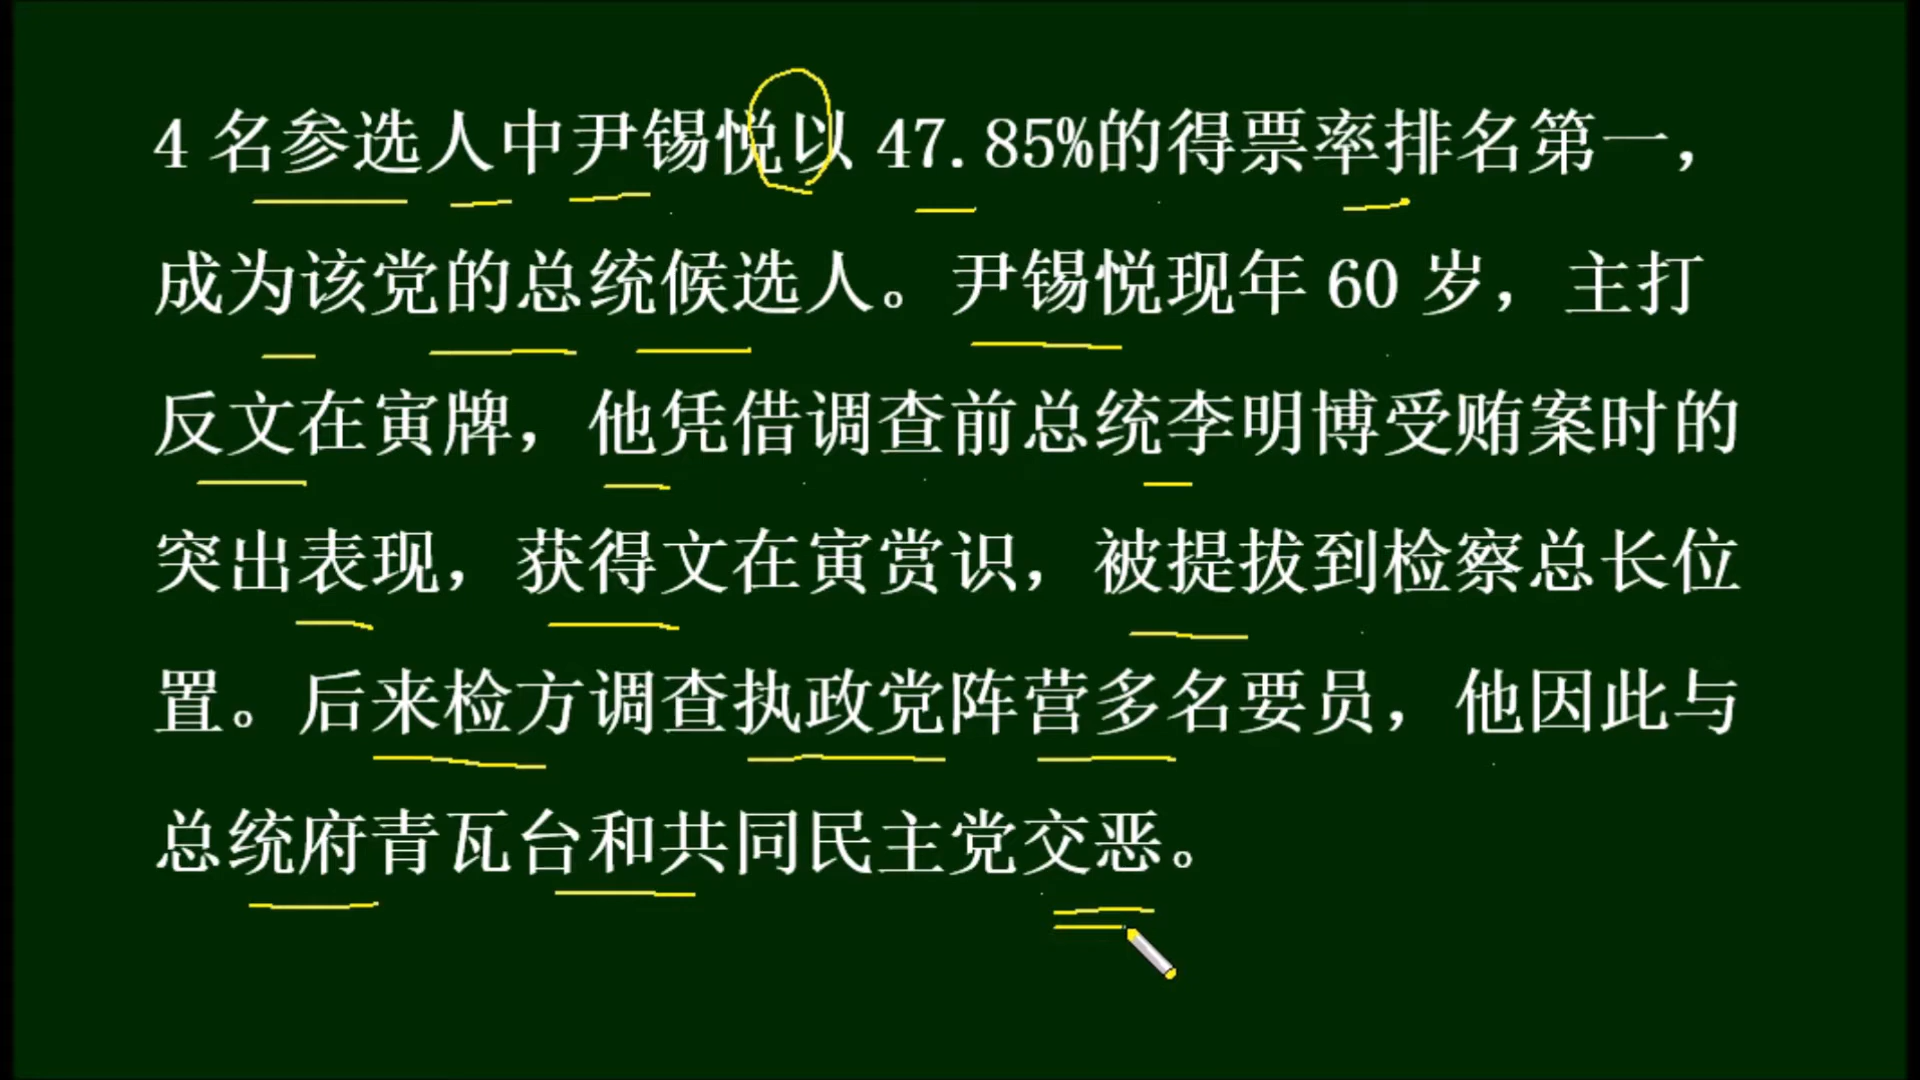 4 名参选人中尹锡悦以 47.85%的得票率排名第一，
成为该党的总统候选人。尹锡悦现年 60 岁，主打
反文在寅牌，他凭借调查前总统李明博受贿案时的
突出表现，获得文在寅赏识，被提拔到检察总长位
置。后来检方调查执政党阵营多名要员，他因此与
总统府青瓦台和共同民主党交恶。